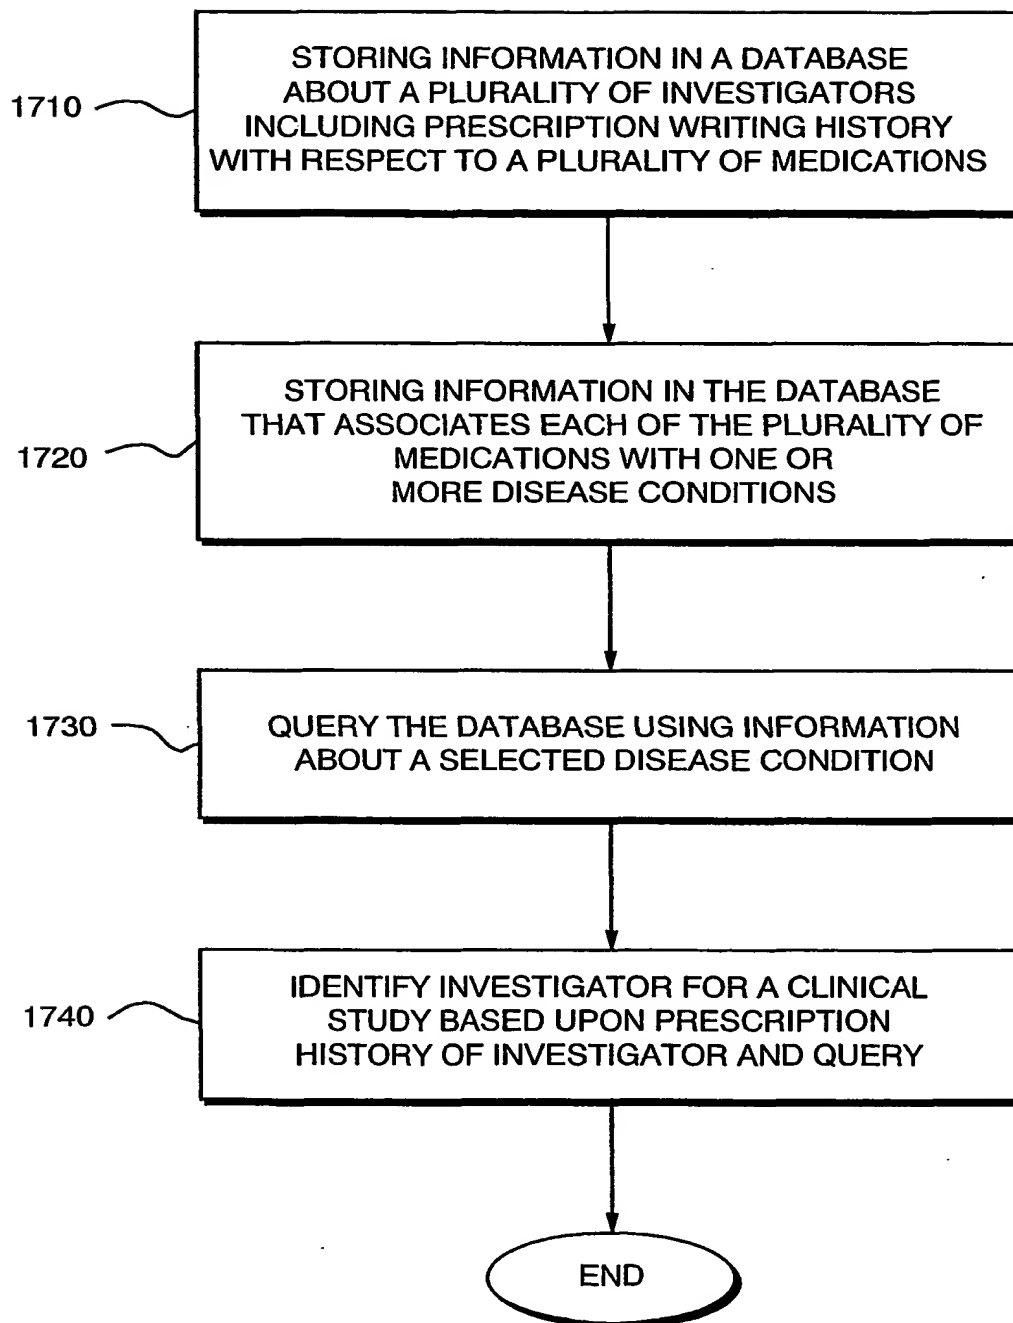 1710
STORING INFORMATION IN A DATABASE
ABOUT A PLURALITY OF INVESTIGATORS
INCLUDING PRESCRIPTION WRITING HISTORY
WITH RESPECT TO A PLURALITY OF MEDICATIONS
1720
STORING INFORMATION IN THE DATABASE
THAT ASSOCIATES EACH OF THE PLURALITY OF
MEDICATIONS WITH ONE OR
MORE DISEASE CONDITIONS
1730
QUERY THE DATABASE USING INFORMATION
ABOUT A SELECTED DISEASE CONDITION
1740
IDENTIFY INVESTIGATOR FOR A CLINICAL
STUDY BASED UPON PRESCRIPTION
HISTORY OF INVESTIGATOR AND QUERY
END